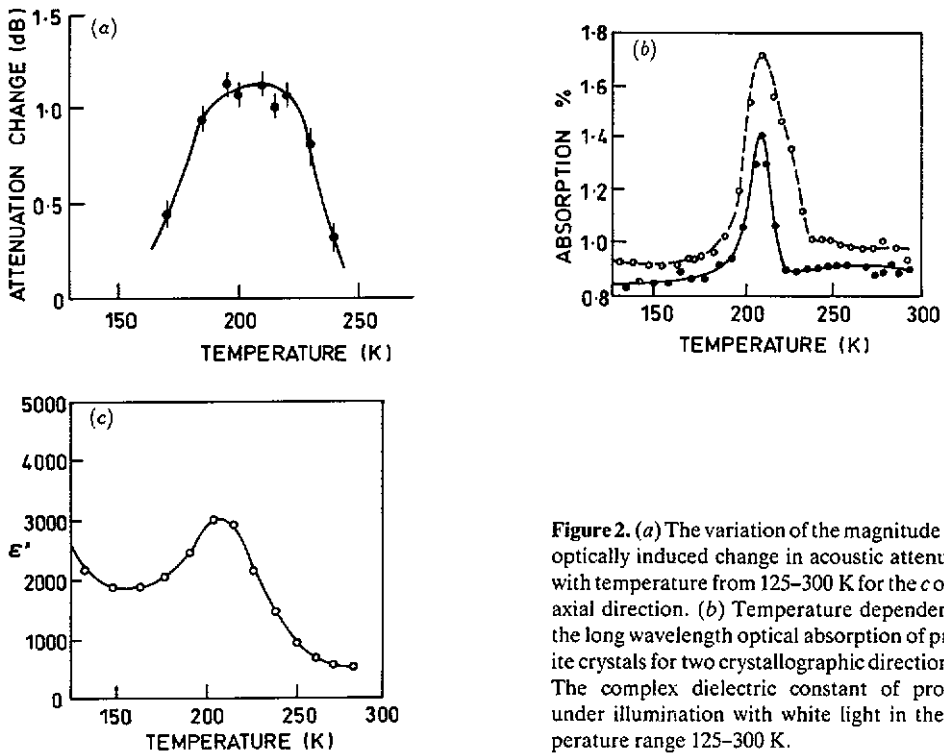 (a)
ATTENUATION CHANGE (dB)
1·5
1·0
0·5
0
150 200 250
TEMPERATURE (K)
(b)
ABSORPTION %
1·8
1·6
1·4
1·2
1·0
0·8
150 200 250 300
TEMPERATURE (K)
(c)
5000
4000
3000
2000
1000
0
150 200 250 300
TEMPERATURE (K)
Figure 2. (a) The variation of the magnitude
optically induced change in acoustic attenu
with temperature from 125–300 K for the c o
axial direction. (b) Temperature dependen
the long wavelength optical absorption of pr
ite crystals for two crystallographic direction
The complex dielectric constant of pro
under illumination with white light in the
perature range 125–300 K.